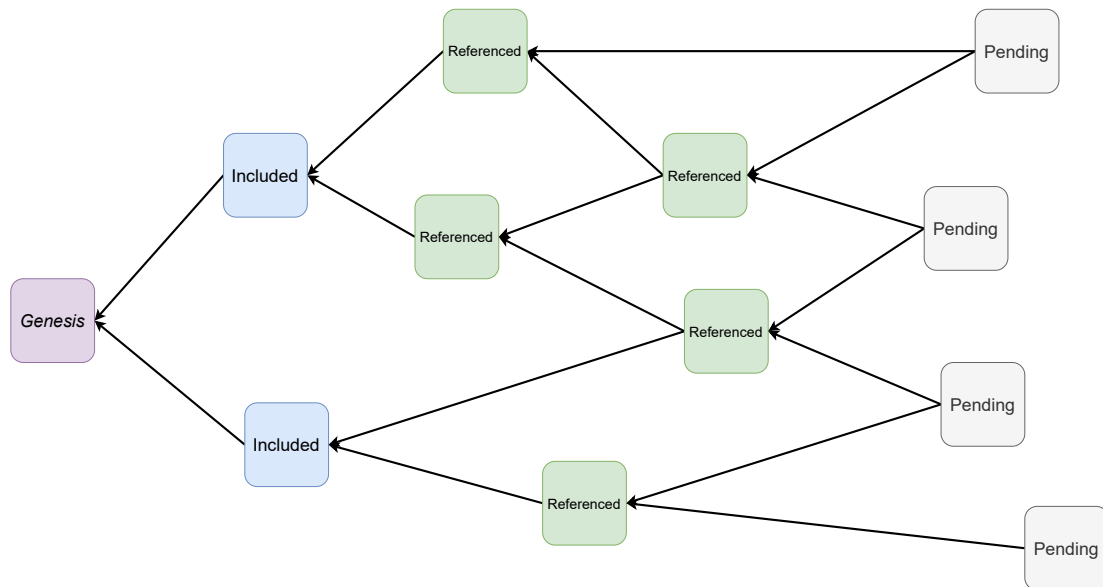 Referenced
Pending
Included
Referenced
Referenced
Pending
Genesis
Referenced
Pending
Included
Referenced
Pending